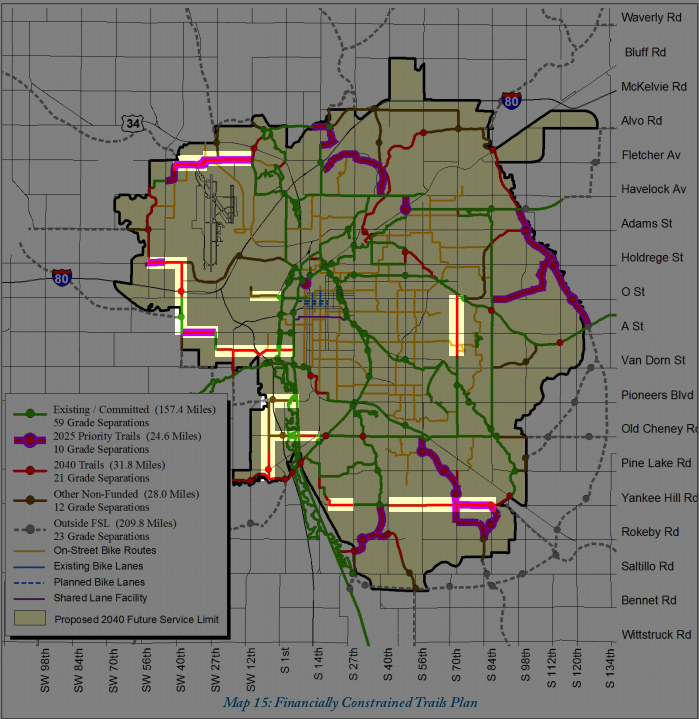 Waverly Rd
Bluff Rd
McKelvie Rd
80
Alvo Rd
34
Fletcher Av
Havelock Av
Adams St
Holdrege St
80
O St
A St
Van Dorn St
Pioneers Blvd
Old Cheney Rd
Pine Lake Rd
Yankee Hill Rd
Rokeby Rd
Saltillo Rd
Bennet Rd
Wittstruck Rd
Existing / Committed (157.4 Miles)
59 Grade Separations
2025 Priority Trails (24.6 Miles)
10 Grade Separations
2040 Trails (31.8 Miles)
21 Grade Separations
Other Non-Funded (28.0 Miles)
12 Grade Separations
Outside FSL (209.8 Miles)
23 Grade Separations
On-Street Bike Routes
Existing Bike Lanes
Planned Bike Lanes
Shared Lane Facility
Proposed 2040 Future Service Limit
SW 98th
SW 84th
SW 70th
SW 56th
SW 40th
SW 27th
SW 12th
S 1st
S 14th
S 27th
S 40th
S 56th
S 70th
S 84th
S 98th
S 112th
S 120th
S 134th
Map 15: Financially Constrained Trails Plan